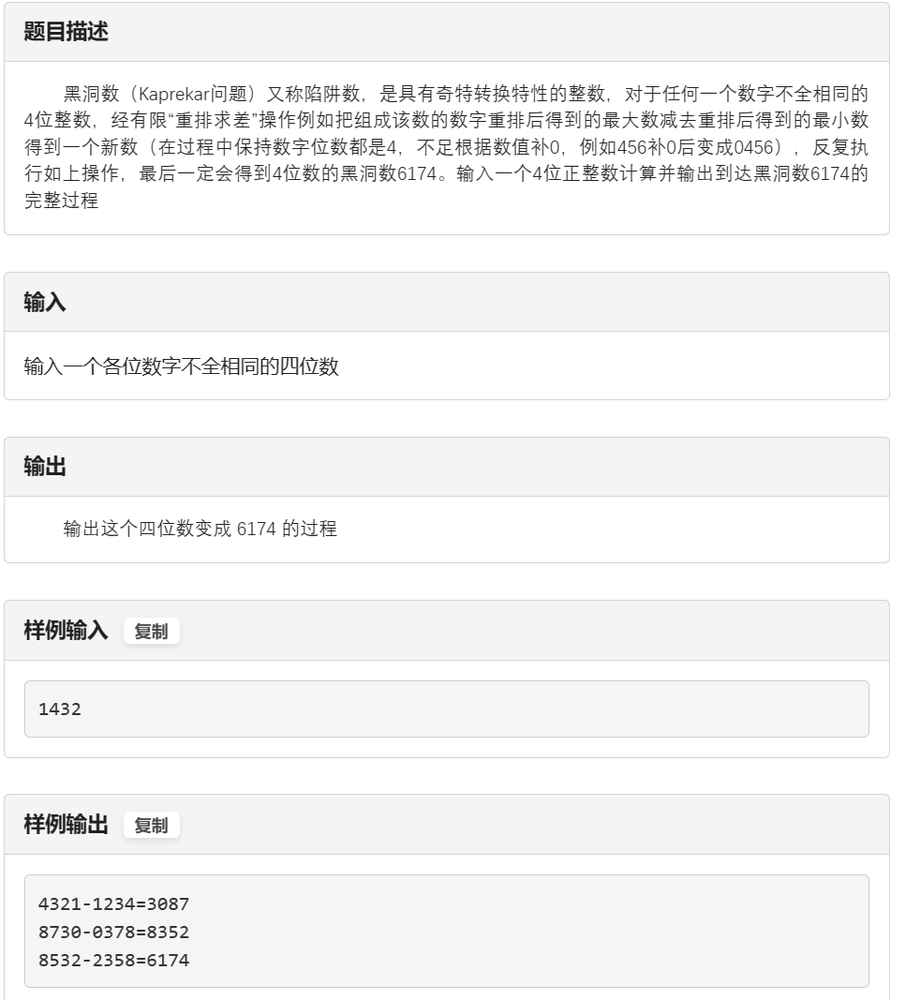 题目描述
黑洞数（Kaprekar问题）又称陷阱数，是具有奇特转换特性的整数，对于任何一个数字不全相同的
4位整数，经有限“重排求差”操作例如把组成该数的数字重排后得到的最大数减去重排后得到的最小数
得到一个新数（在过程中保持数字位数都是4，不足根据数值补0，例如456补0后变成0456），反复执
行如上操作，最后一定会得到4位数的黑洞数6174。输入一个4位正整数计算并输出到达黑洞数6174的
完整过程
输入
输入一个各位数字不全相同的四位数
输出
输出这个四位数变成 6174 的过程
样例输入 复制
1432
样例输出 复制
4321-1234=3087
8730-0378=8352
8532-2358=6174